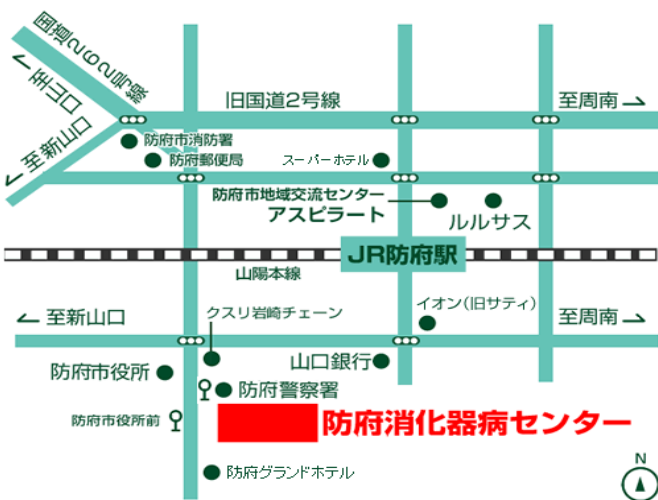 国道262号線
至山口
旧国道2号線
至周南
至新山口
防府市消防署
防府郵便局
スーパーホテル
防府市地域交流センター
アスピラート
ルルサス
JR防府駅
山陽本線
クスリ岩崎チェーン
イオン(旧サティ)
至新山口
至周南
山口銀行
防府市役所
防府警察署
防府市役所前
防府消化器病センター
防府グランドホテル
N